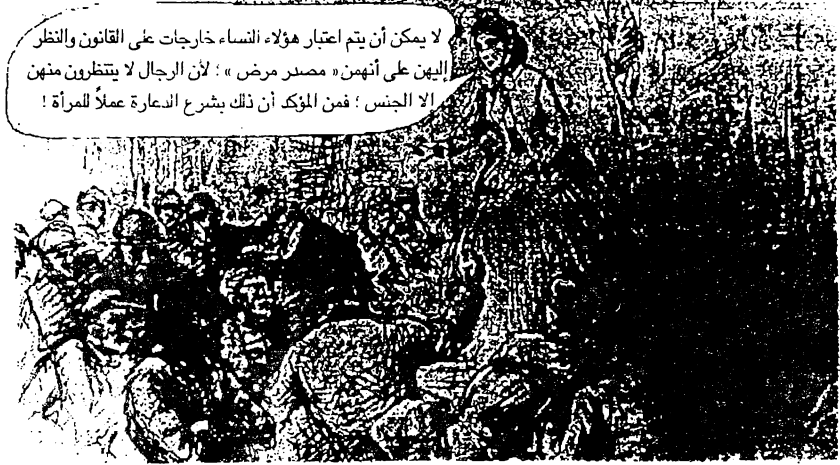 لا يمكن أن يتم اعتبار هؤلاء النساء خارجات على القانون والنظر
إليهن على أنهمن « مصدر مرض » ؛ لأن الرجال لا ينتظرون منهن
إلا الجنس ؛ فمن المؤكد أن ذلك يشرع الدعارة عملاً للمرأة !